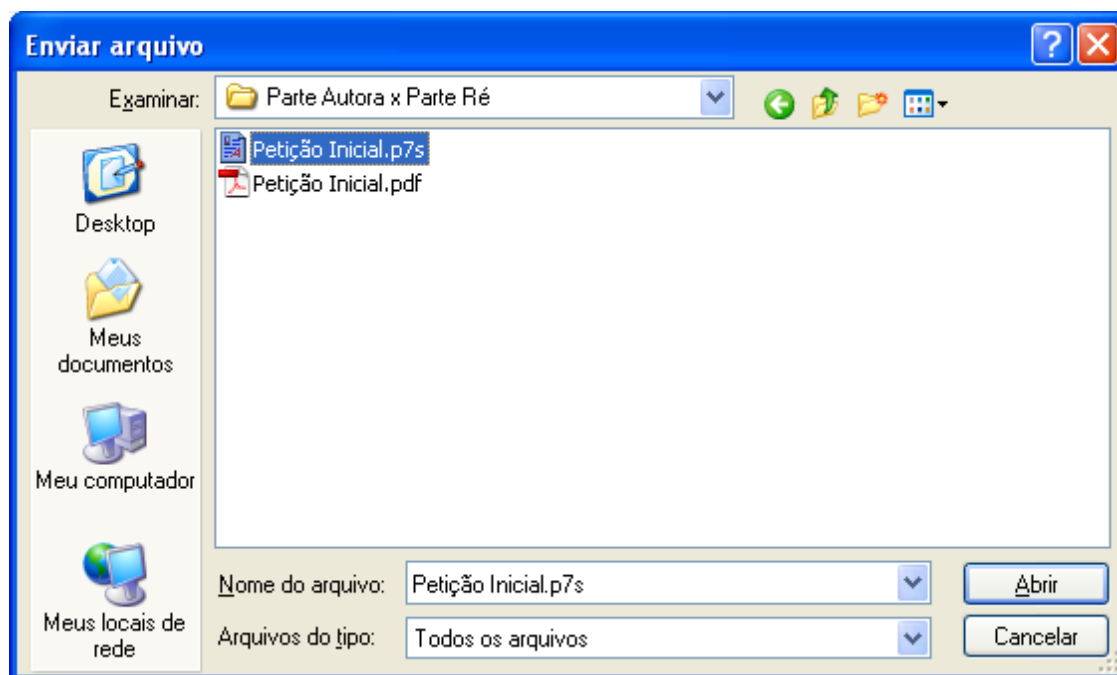 Enviar arquivo
Examinar:
Parte Autora x Parte Ré
Petição Inicial.p7s
Petição Inicial.pdf
Desktop
Meus
documentos
Meu computador
Meus locais de
rede
Nome do arquivo:
Petição Inicial.p7s
Abrir
Arquivos do tipo:
Todos os arquivos
Cancelar